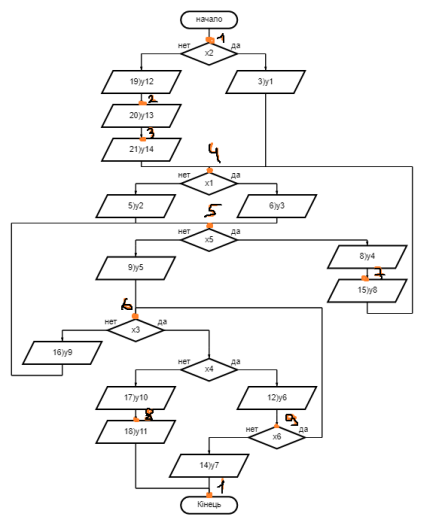 начало
1
нет x2 да
19)y12 3)y1
2
20)y13
3
21)y14
4
нет x1 да
5)y2 6)y3
5
нет x5 да
8)y4
9)y5
7
15)y8
6
нет x3 да
16)y9
нет x4 да
17)y10 12)y6
8 9
18)y11 нет x6 да
14)y7
1
Кінець